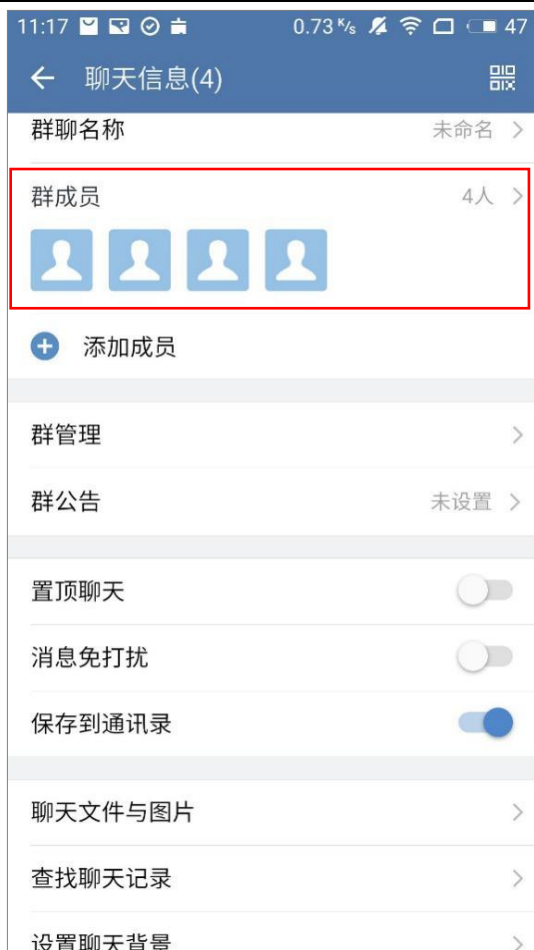 11:17 0.73 K/s 47
聊天信息(4)
群聊名称 未命名
群成员 4人
添加成员
群管理
群公告 未设置
置顶聊天
消息免打扰
保存到通讯录
聊天文件与图片
查找聊天记录
设置聊天背景